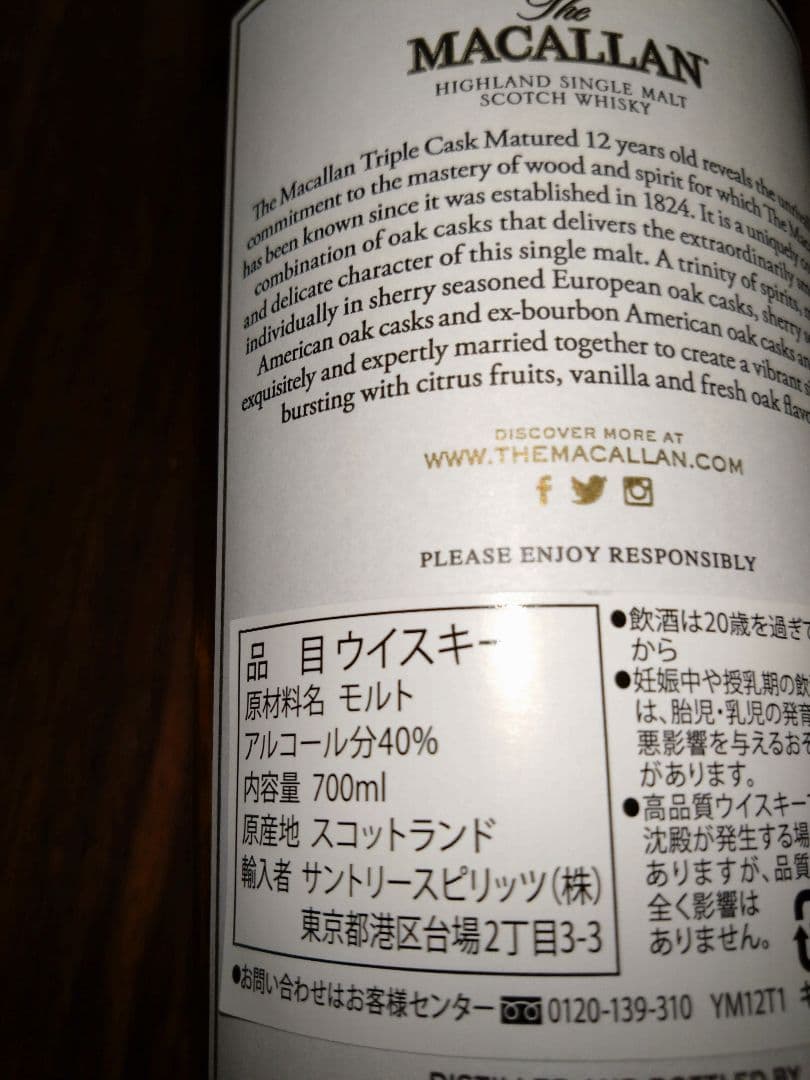 The
MACALLAN
HIGHLAND SINGLE MALT
SCOTCH WHISKY
The Macallan Triple Cask Matured 12 years old reveals the
commitment to the mastery of wood and spirit for which The
has been known since it was established in 1824. It is a uniquely
combination of oak casks that delivers the extraordinarily
and delicate character of this single malt. A trinity of spirits,
individually in sherry seasoned European oak casks, sherry
American oak casks and ex-bourbon American oak casks
exquisitely and expertly married together to create a vibrant
bursting with citrus fruits, vanilla and fresh oak
DISCOVER MORE AT
WWW.THEMACALLAN.COM
PLEASE ENJOY RESPONSIBLY
品 目 ウイスキー
原材料名 モルト
アルコール分40%
内容量 700ml
原産地 スコットランド
輸入者 サントリースピリッツ(株)
東京都港区台場2丁目3-3
●飲酒は20歳を過ぎて
から
●妊娠中や授乳期の飲
は、胎児・乳児の発育
悪影響を与えるおそ
があります。
●高品質ウイスキー
沈殿が発生する場
ありますが、品質
全く影響は
ありません。
●お問い合わせはお客様センター 0120-139-310 YM12T1 キ
DISTILLED AND BOTTLED BY